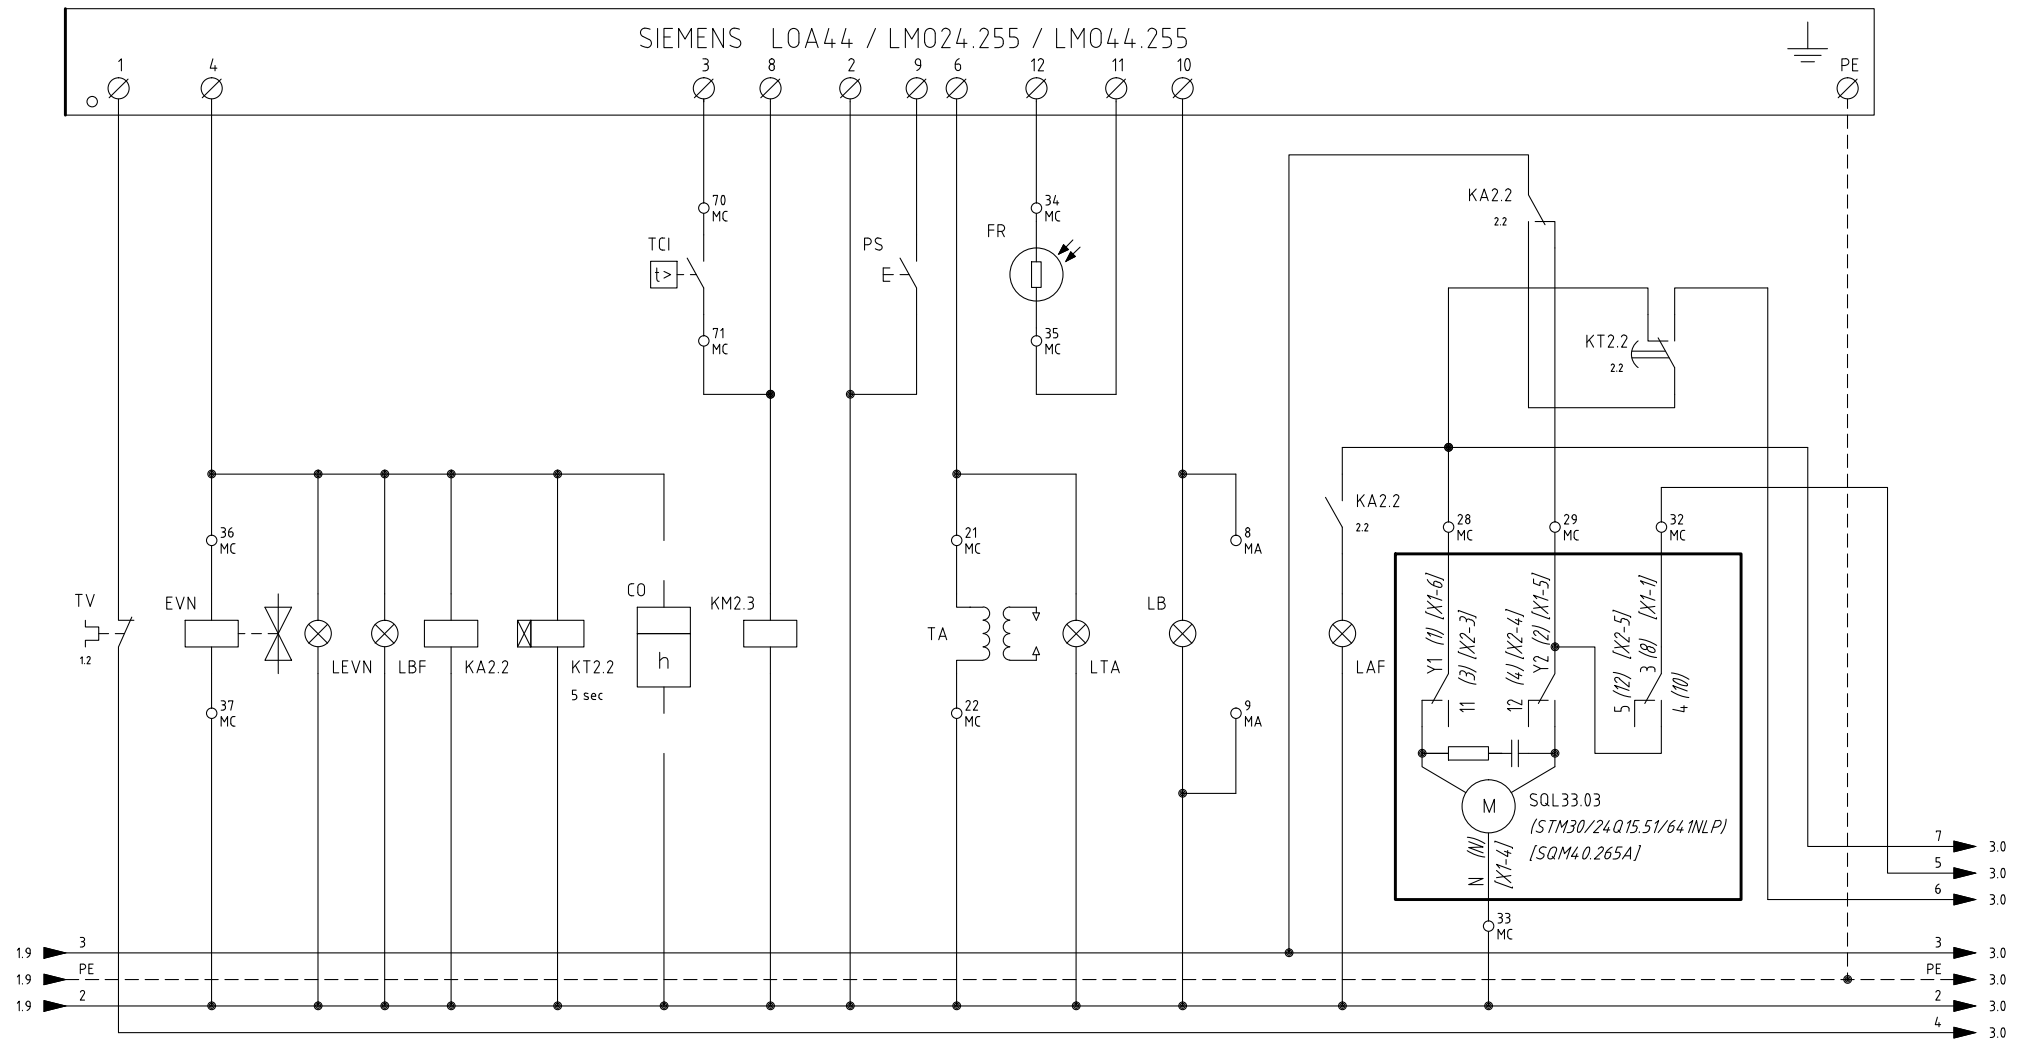 SIEMENS LOA44 / LMO24.255 / LMO44.255
1 4 3 8 2 9 6 12 11 10 PE
KA2.2
2.2
70
MC
34
MC
TCI
t>
PS
FR
71
MC
35
MC
KT2.2
2.2
KA2.2
2.2
28
MC
29
MC
32
MC
36
MC
21
MC
8
MA
TV
1.2
EVN
CO
KM2.3
TA
LB
h
LEVN
LBF
KA2.2
KT2.2
5 sec
LTA
LAF
37
MC
22
MC
9
MA
Y1 (1) [X1-6]
11 (3) [X2-3]
12 (4) [X2-4]
Y2 (2) [X1-5]
5 (12) [X2-5]
3 (8) [X1-1]
4 (10)
M
SQL33.03
(STM30/24Q15.51/641NLP)
[SQM40.265A]
N (N)
[X1-4]
33
MC
7 3.0
5 3.0
6 3.0
1.9 3 3 3.0
1.9 PE PE 3.0
1.9 2 2 3.0
4 3.0